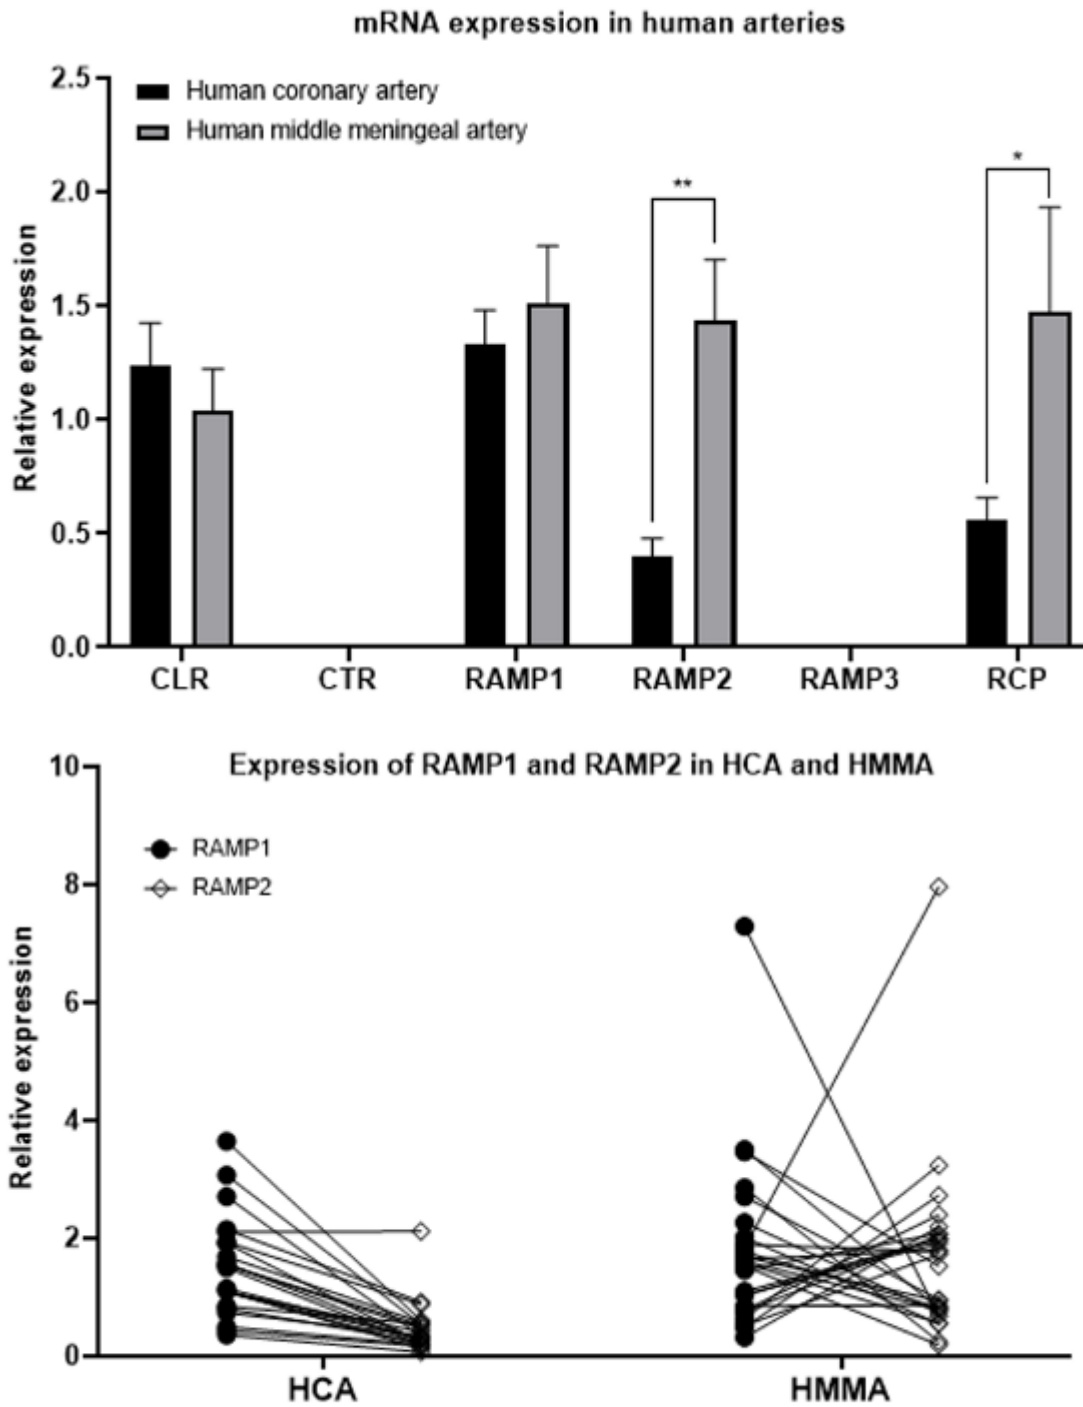 mRNA expression in human arteries
2.5
Human coronary artery
Human middle meningeal artery
2.0
**
*
1.5
1.0
0.5
0.0
Relative expression
CLR CTR RAMP1 RAMP2 RAMP3 RCP
Expression of RAMP1 and RAMP2 in HCA and HMMA
10
RAMP1
RAMP2
8
6
4
2
0
Relative expression
HCA HMMA